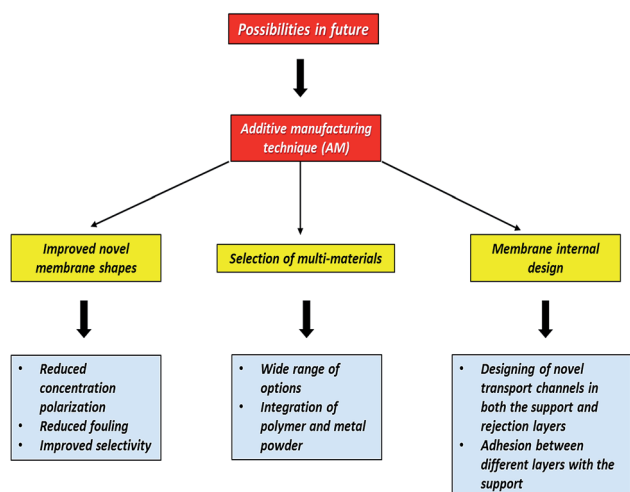 Possibilities in future
Additive manufacturing
technique (AM)
Improved novel
membrane shapes
Selection of multi-materials
Membrane internal
design
• Reduced
concentration
polarization
• Reduced fouling
• Improved selectivity
• Wide range of
options
• Integration of
polymer and metal
powder
• Designing of novel
transport channels in
both the support and
rejection layers
• Adhesion between
different layers with the
support